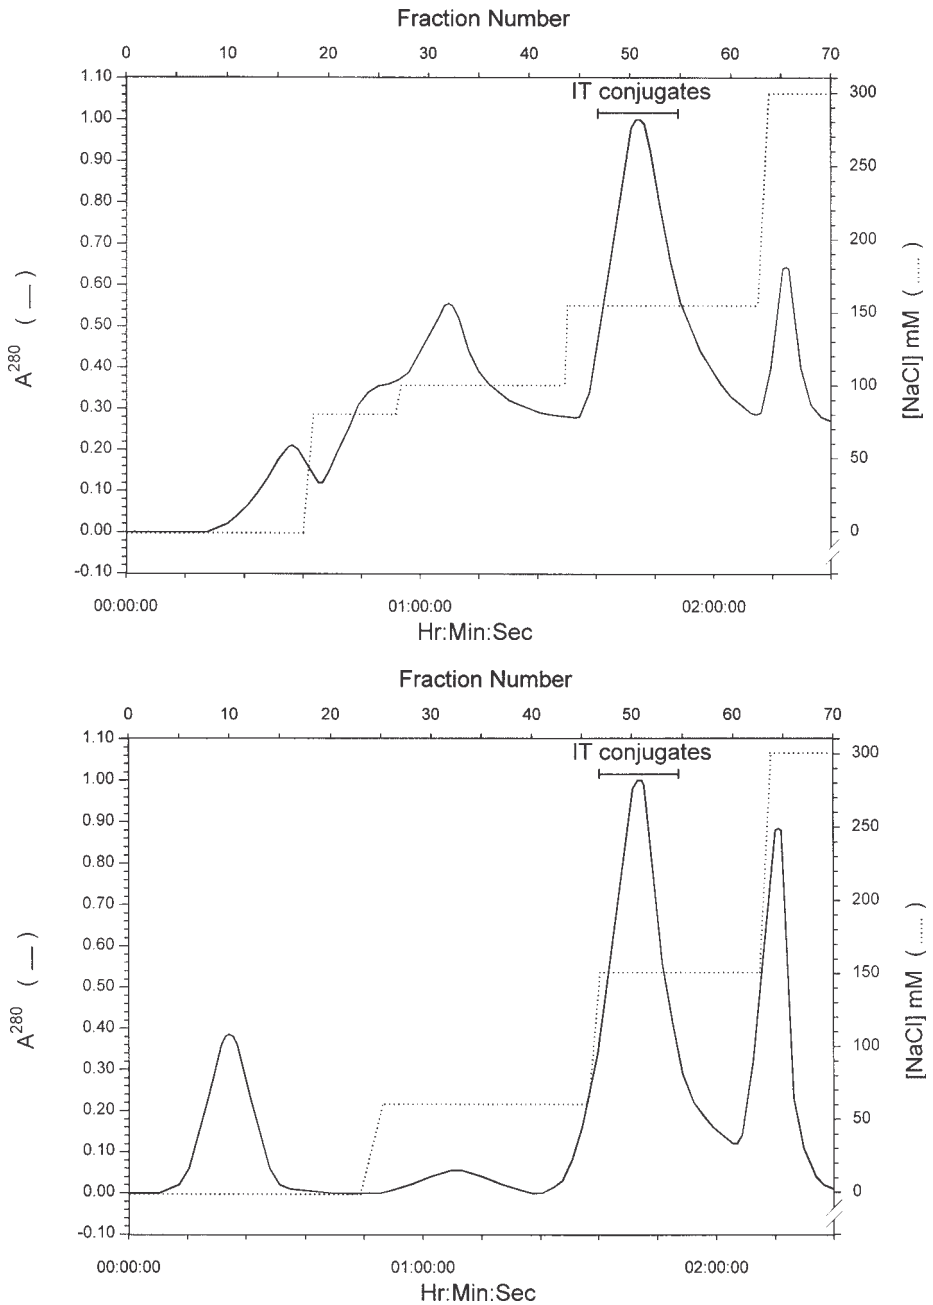 Fraction Number
0 10 20 30 40 50 60 70
IT conjugates
1.10
1.00
0.90
0.80
0.70
0.60
0.50
0.40
0.30
0.20
0.10
0.00
-0.10
A280 ( — )
300
250
200
150
100
50
0
[NaCl] mM ( ..... )
00:00:00 01:00:00 02:00:00
Hr:Min:Sec
Fraction Number
0 10 20 30 40 50 60 70
IT conjugates
1.10
1.00
0.90
0.80
0.70
0.60
0.50
0.40
0.30
0.20
0.10
0.00
-0.10
A280 ( — )
300
250
200
150
100
50
0
[NaCl] mM ( ..... )
00:00:00 01:00:00 02:00:00
Hr:Min:Sec